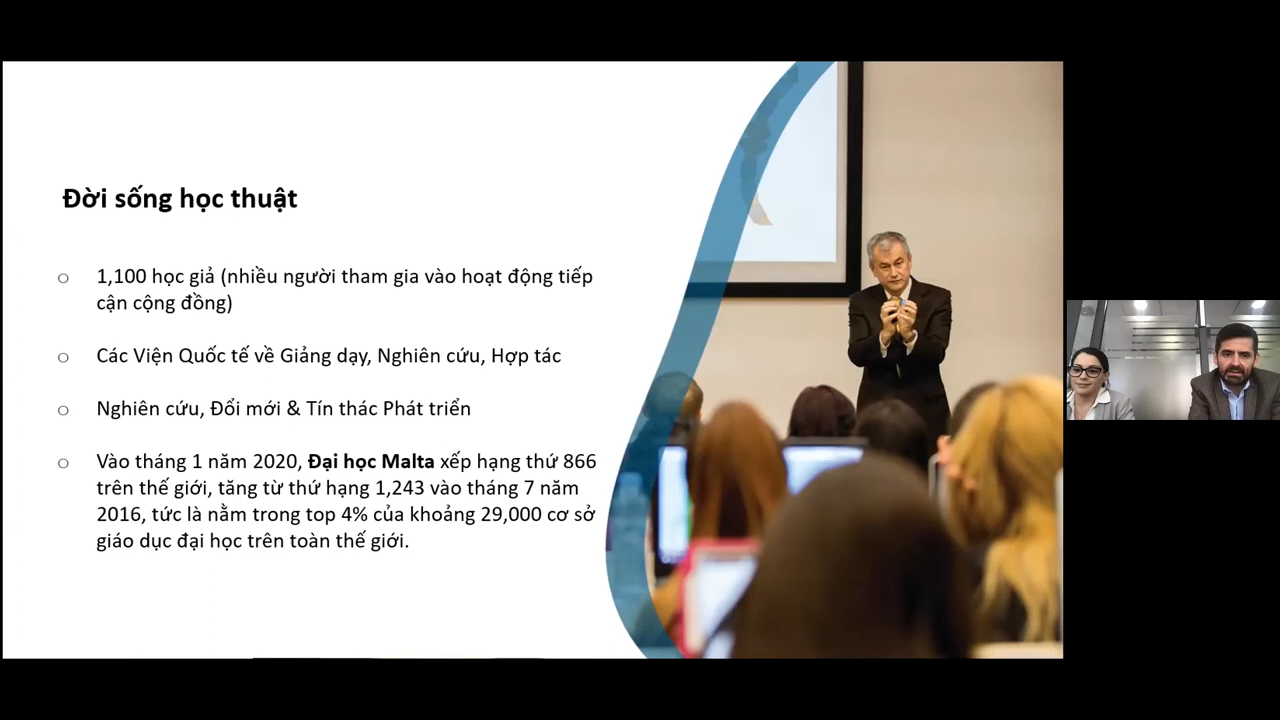 Đời sống học thuật
○ 1,100 học giả (nhiều người tham gia vào hoạt động tiếp
cận cộng đồng)
○ Các Viện Quốc tế về Giảng dạy, Nghiên cứu, Hợp tác
○ Nghiên cứu, Đổi mới & Tín thác Phát triển
○ Vào tháng 1 năm 2020, Đại học Malta xếp hạng thứ 866
trên thế giới, tăng từ thứ hạng 1,243 vào tháng 7 năm
2016, tức là nằm trong top 4% của khoảng 29,000 cơ sở
giáo dục đại học trên toàn thế giới.